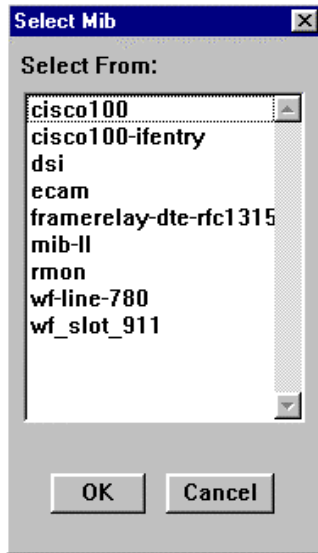 Select Mib
Select From:
cisco100
cisco100-ifentry
dsi
ecam
framerelay-dte-rfc1315
mib-II
rmon
wf-line-780
wf_slot_911
OK Cancel